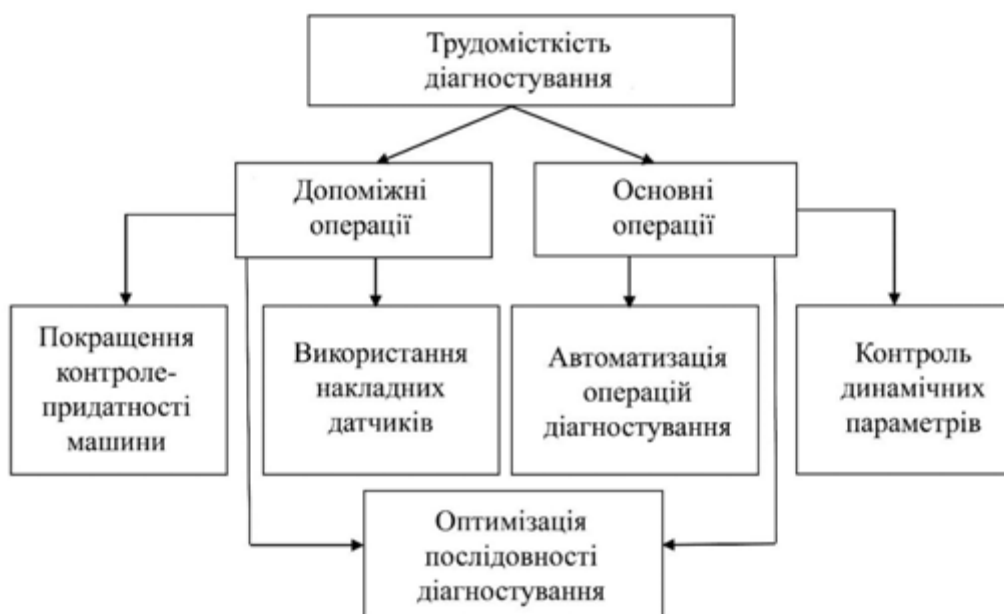 Трудомісткість
діагностування
Допоміжні
операції
Основні
операції
Покращення
контроле-
придатності
машини
Використання
накладних
датчиків
Автоматизація
операцій
діагностування
Контроль
динамічних
параметрів
Оптимізація
послідовності
діагностування